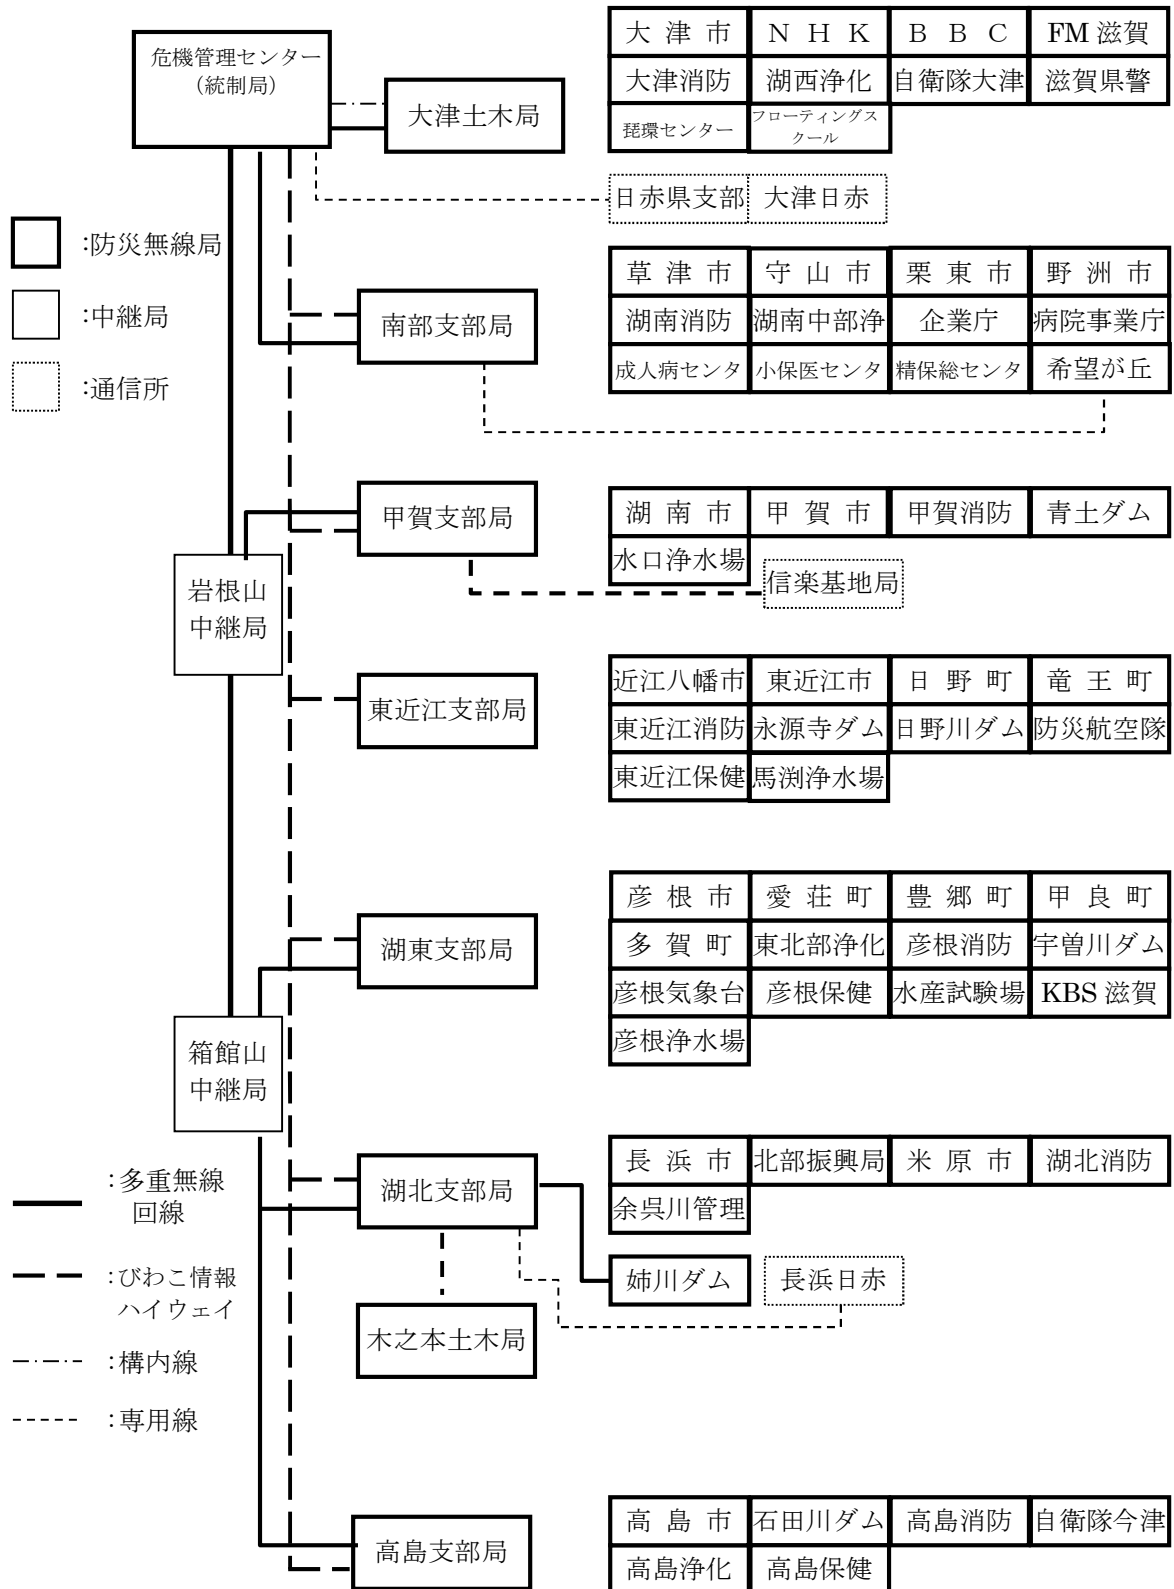 危機管理センター
（統制局）
大津土木局
大 津 市 Ｎ Ｈ Ｋ Ｂ Ｂ Ｃ FM 滋賀
大津消防 湖西浄化 自衛隊大津 滋賀県警
琵環センター フローティングス
クール
日赤県支部 大津日赤
:防災無線局
:中継局
:通信所
南部支部局
草 津 市 守 山 市 栗 東 市 野 洲 市
湖南消防 湖南中部浄 企業庁 病院事業庁
成人病センタ 小保医センタ 精保総センタ 希望が丘
甲賀支部局
湖 南 市 甲 賀 市 甲賀消防 青土ダム
水口浄水場
信楽基地局
岩根山
中継局
東近江支部局
近江八幡市 東近江市 日 野 町 竜 王 町
東近江消防 永源寺ダム 日野川ダム 防災航空隊
東近江保健 馬渕浄水場
湖東支部局
彦 根 市 愛 荘 町 豊 郷 町 甲 良 町
多 賀 町 東北部浄化 彦根消防 宇曽川ダム
彦根気象台 彦根保健 水産試験場 KBS 滋賀
彦根浄水場
箱館山
中継局
湖北支部局
長 浜 市 北部振興局 米 原 市 湖北消防
余呉川管理
姉川ダム 長浜日赤
木之本土木局
:多重無線
回線
:びわこ情報
ハイウェイ
:構内線
:専用線
高島支部局
高 島 市 石田川ダム 高島消防 自衛隊今津
高島浄化 高島保健